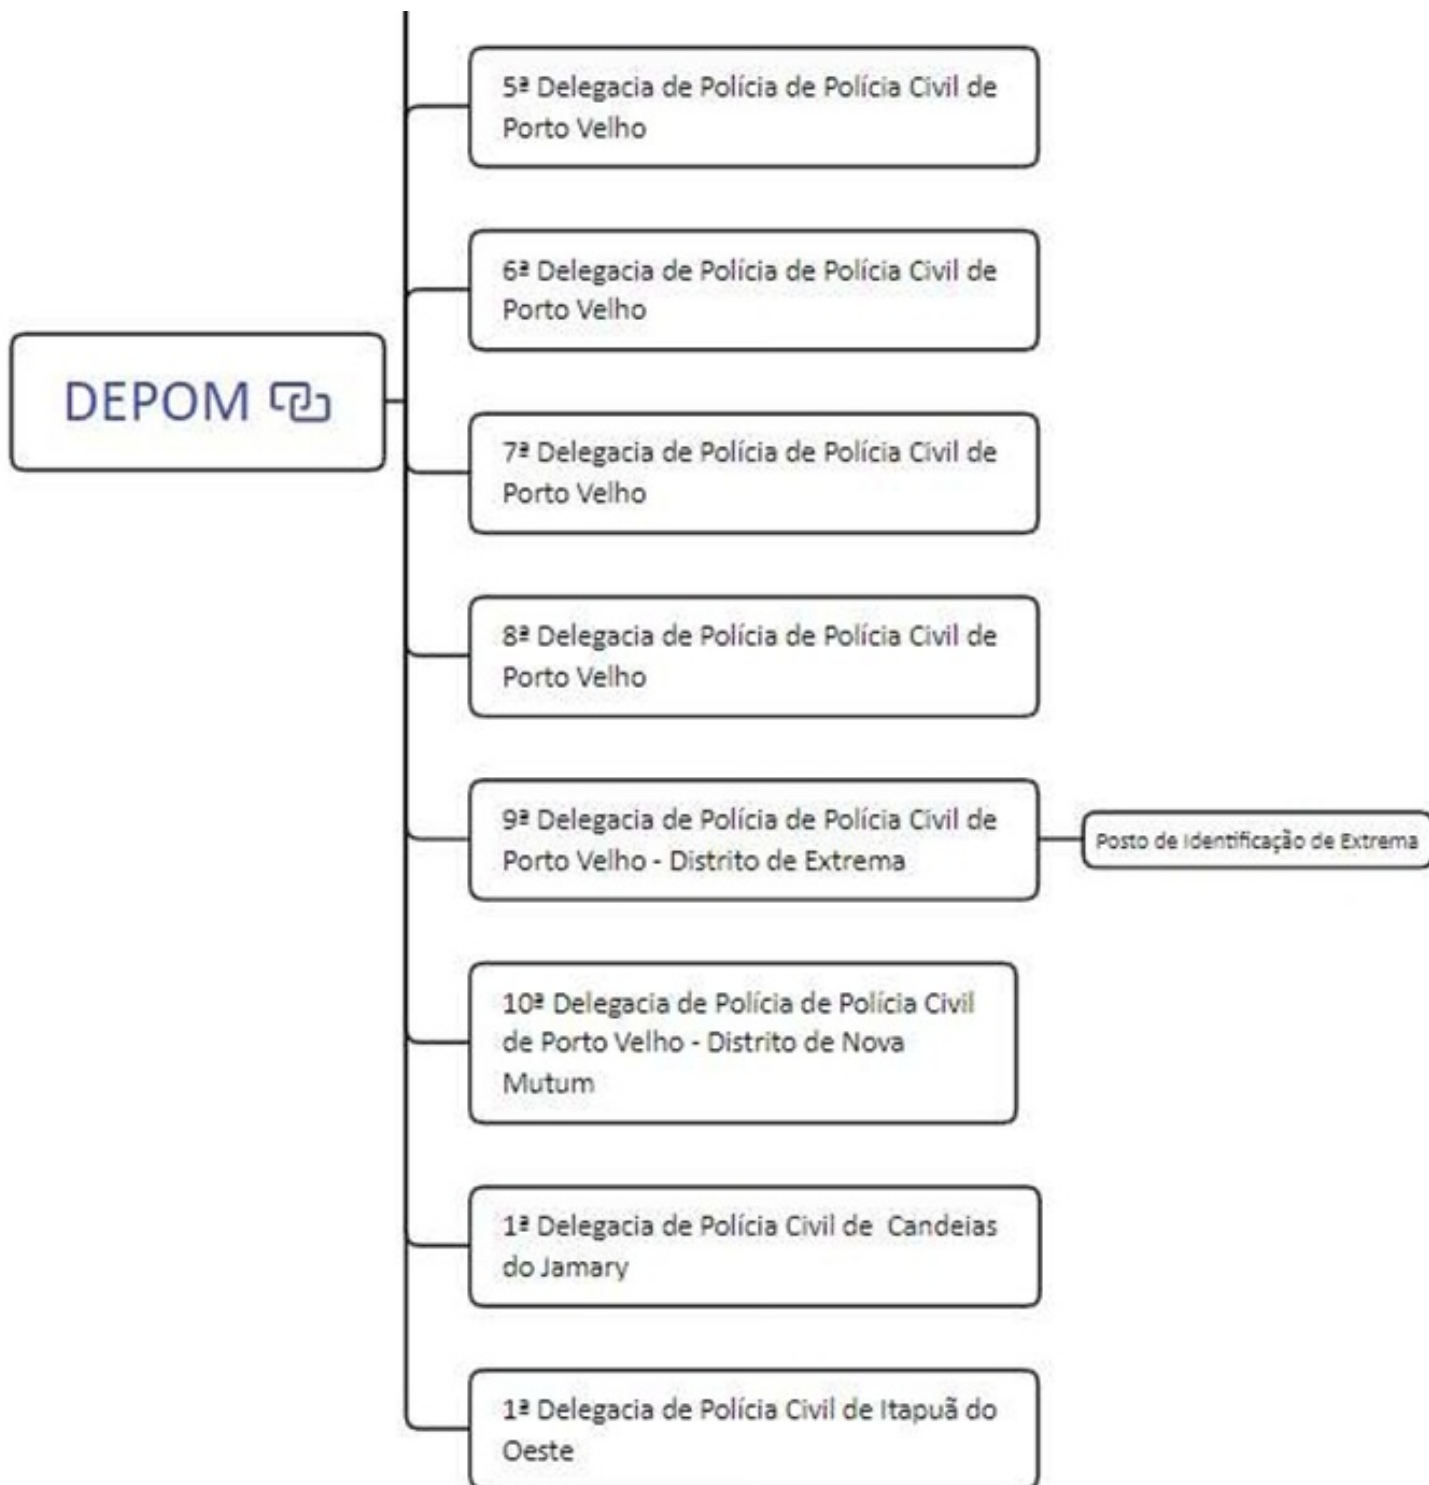 5ª Delegacia de Polícia de Polícia Civil de
Porto Velho
6ª Delegacia de Polícia de Polícia Civil de
Porto Velho
DEPOM
7ª Delegacia de Polícia de Polícia Civil de
Porto Velho
8ª Delegacia de Polícia de Polícia Civil de
Porto Velho
9ª Delegacia de Polícia de Polícia Civil de
Porto Velho - Distrito de Extrema
Posto de Identificação de Extrema
10ª Delegacia de Polícia de Polícia Civil
de Porto Velho - Distrito de Nova
Mutum
1ª Delegacia de Polícia Civil de  Candeias
do Jamary
1ª Delegacia de Polícia Civil de Itapuã do
Oeste